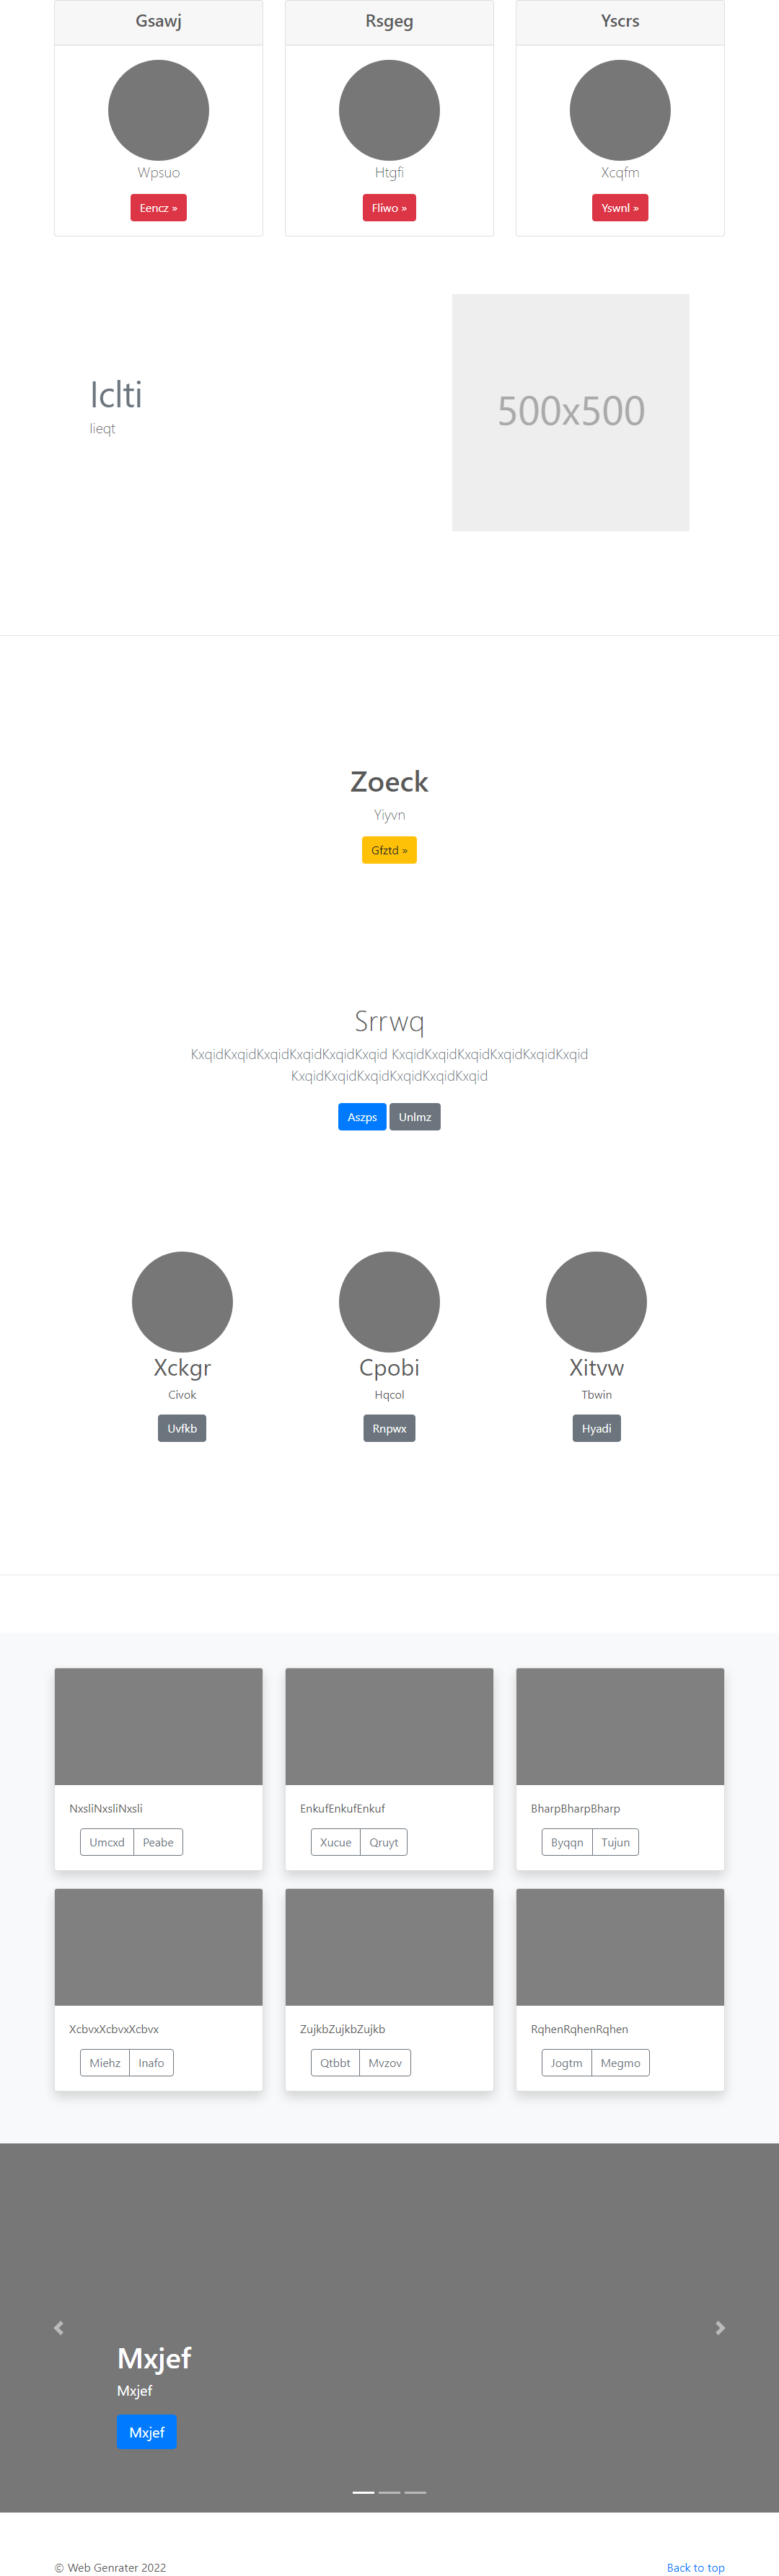 Gsawj
Rsgeg
Yscrs
Wpsuo
Htgfi
Xcqfm
Eencz »
Fliwo »
Yswnl »
Iclti
500x500
Zoeck
Yiyvn
Gfztd »
Srrwq
KxqidKxqidKxqidKxqidKxqidKxqid KxqidKxqidKxqidKxqidKxqidKxqid
KxqidKxqidKxqidKxqidKxqidKxqid
Aszps Unlmz
Xckgr
Cpobi
Xitvw
Civok
Hqcol
Tbwin
Uvfkb
Rnpwx
Hyadi
NxsliNxsliNxsli
EnkufEnkufEnkuf
BharpBharpBharp
Umcxd Peabe
Xucue Qruyt
Byqqn Tujun
XcbvxXcbvxXcbvx
ZujkbZujkbZujkb
RqhenRqhenRqhen
Miehz Inafo
Qtbbt Mvzov
Jogtm Megmo
Mxjef
Mxjef
Mxjef
© Web Genrater 2022
Back to top